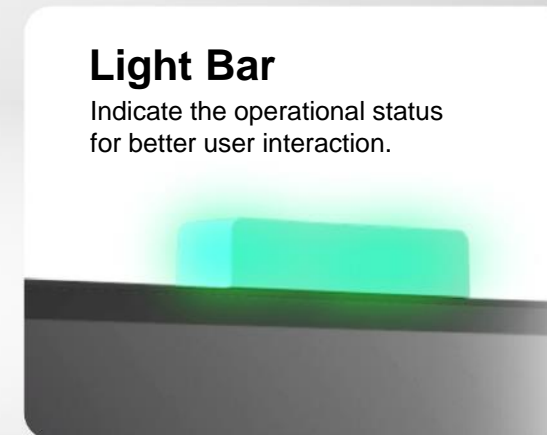 Light Bar
Indicate the operational status
for better user interaction.